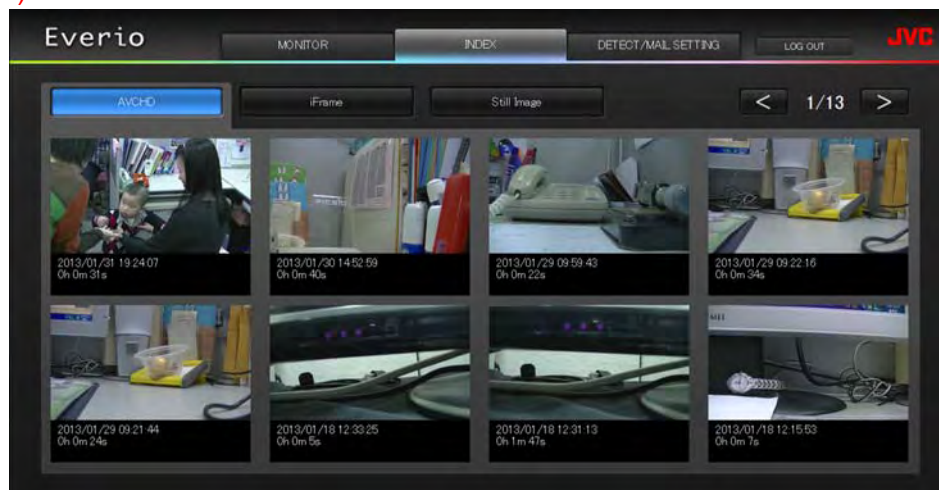 Everio
MONITOR
INDEX
DETECT/MAIL SETTING
LOG OUT
JVC
AVCHD
iFrame
Still Image
<
1/13
>
2013/01/31 19:24:07
0h 0m 31s
2013/01/30 14:52:59
0h 0m 40s
2013/01/29 09:59:43
0h 0m 22s
2013/01/29 09:22:16
0h 0m 34s
2013/01/29 09:21:44
0h 0m 24s
2013/01/18 12:33:25
0h 0m 5s
2013/01/18 12:31:13
0h 1m 47s
2013/01/18 12:15:53
0h 0m 7s